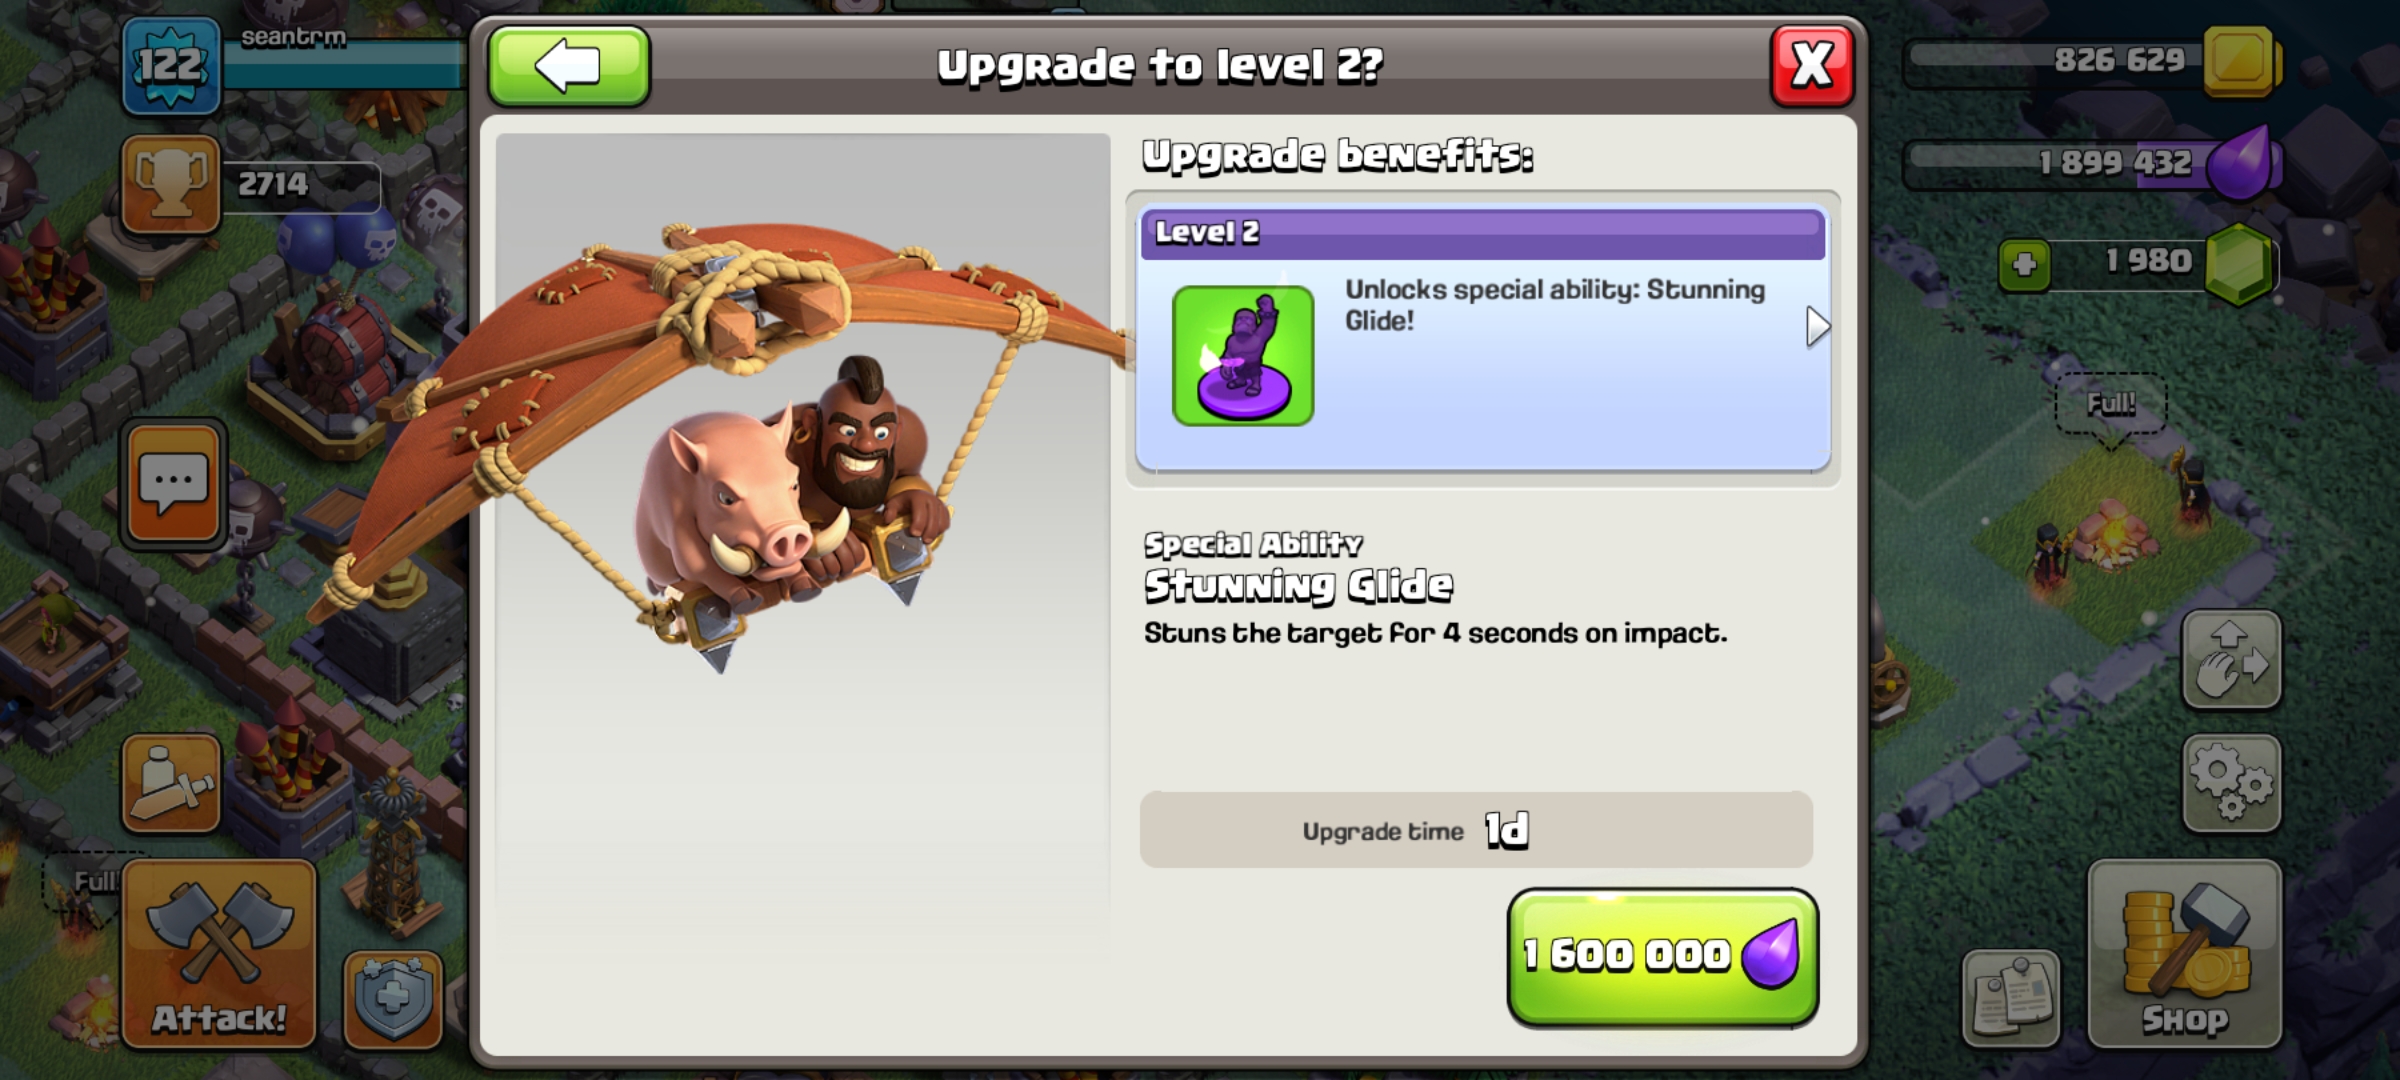 seantrm
122
2714
Full!
Attack!
Upgrade to level 2?
X
Upgrade benefits:
Level 2
Unlocks special ability: Stunning
Glide!
Special Ability
Stunning Glide
Stuns the target for 4 seconds on impact.
Upgrade time 1d
1 600 000
826 629
1 899 432
1 980
Full!
Shop